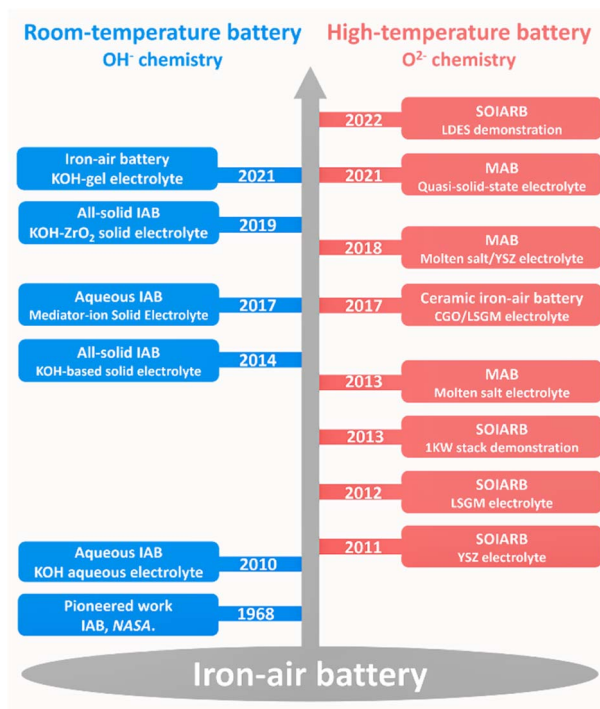 Room-temperature battery
OH⁻ chemistry
High-temperature battery
O²⁻ chemistry
Iron-air battery
KOH-gel electrolyte
2021
All-solid IAB
KOH-ZrO₂ solid electrolyte
2019
Aqueous IAB
Mediator-ion Solid Electrolyte
2017
All-solid IAB
KOH-based solid electrolyte
2014
Aqueous IAB
KOH aqueous electrolyte
2010
Pioneered work
IAB, NASA.
1968
2022
SOIARB
LDES demonstration
2021
MAB
Quasi-solid-state electrolyte
2018
MAB
Molten salt/YSZ electrolyte
2017
Ceramic iron-air battery
CGO/LSGM electrolyte
2013
MAB
Molten salt electrolyte
2013
SOIARB
1KW stack demonstration
2012
SOIARB
LSGM electrolyte
2011
SOIARB
YSZ electrolyte
Iron-air battery